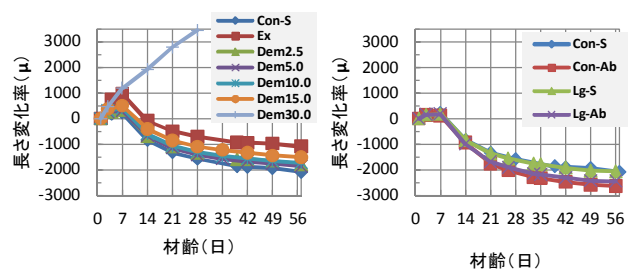 長さ変化率(μ)
3000
2000
1000
0
-1000
-2000
-3000
0 7 14 21 28 35 42 49 56
材齢(日)
Con-S
Ex
Dem2.5
Dem5.0
Dem10.0
Dem15.0
Dem30.0
長さ変化率(μ)
3000
2000
1000
0
-1000
-2000
-3000
0 7 14 21 28 35 42 49 56
材齢(日)
Con-S
Con-Ab
Lg-S
Lg-Ab